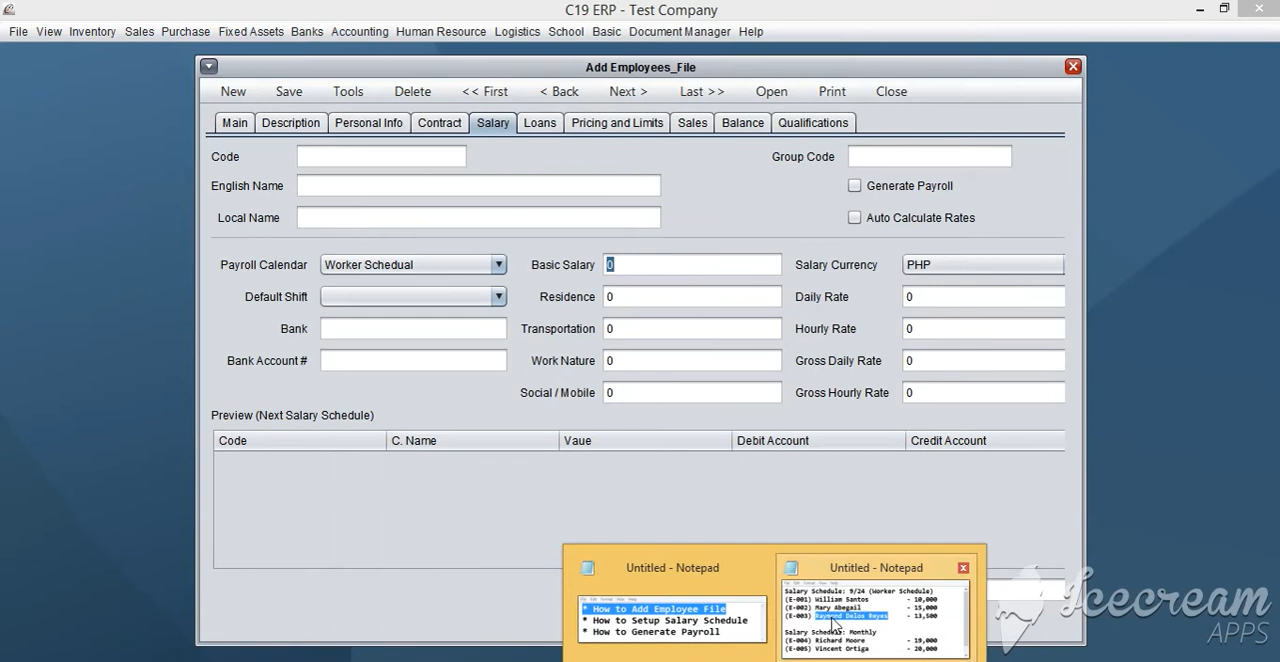 C19 ERP - Test Company
File View Inventory Sales Purchase Fixed Assets Banks Accounting Human Resource Logistics School Basic Document Manager Help
Add Employees_File
New Save Tools Delete << First < Back Next > Last >> Open Print Close
Main Description Personal Info Contract Salary Loans Pricing and Limits Sales Balance Qualifications
Code Group Code
English Name Generate Payroll
Local Name Auto Calculate Rates
Payroll Calendar Worker Schedual Basic Salary 0 Salary Currency PHP
Default Shift Residence 0 Daily Rate 0
Bank Transportation 0 Hourly Rate 0
Bank Account # Work Nature 0 Gross Daily Rate 0
Social / Mobile 0 Gross Hourly Rate 0
Preview (Next Salary Schedule)
Code C. Name Vaue Debit Account Credit Account
Untitled - Notepad
* How to Add Employee File
* How to Setup Salary Schedule
* How to Generate Payroll
Untitled - Notepad
Salary Schedule: 9/24 (Worker Schedule)
(E-001) William Santos - 10,000
(E-002) Mary Abegail - 15,000
(E-003) Raymond Delos Reyes - 13,500
Salary Schedule: Monthly
(E-004) Richard Moore - 19,000
(E-005) Vincent Ortiga - 20,000
Icecream
APPS